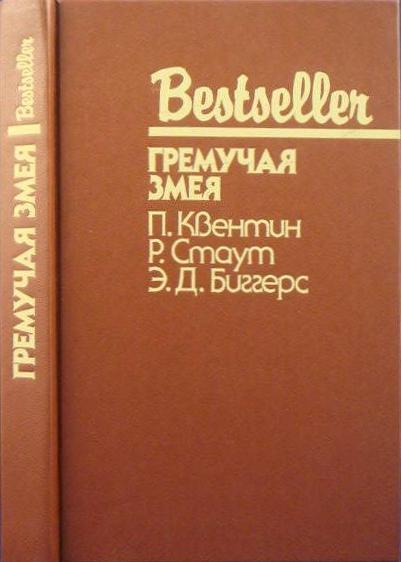 ГРЕМУЧАЯ ЗМЕЯ | Bestseller
Bestseller
ГРЕМУЧАЯ
ЗМЕЯ
П. Квентин
Р. Стаут
Э. Д. Биггерс